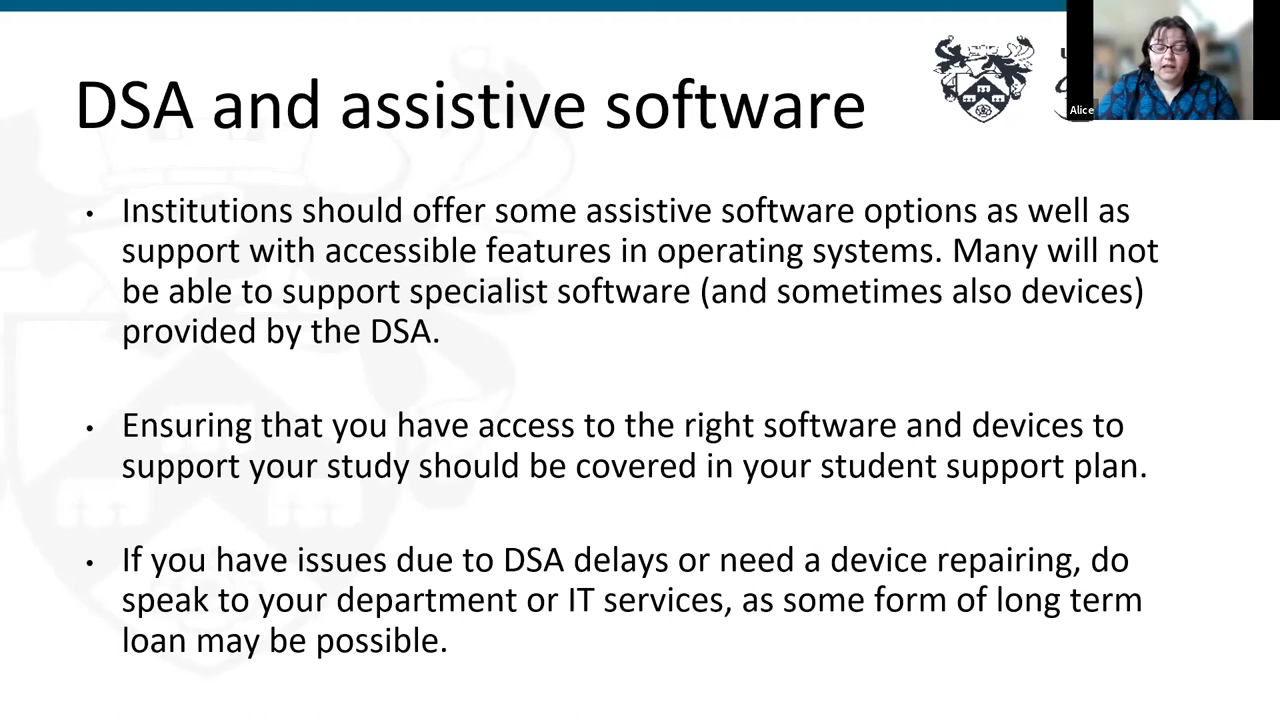 DSA and assistive software
Alice
• Institutions should offer some assistive software options as well as
support with accessible features in operating systems. Many will not
be able to support specialist software (and sometimes also devices)
provided by the DSA.
• Ensuring that you have access to the right software and devices to
support your study should be covered in your student support plan.
• If you have issues due to DSA delays or need a device repairing, do
speak to your department or IT services, as some form of long term
loan may be possible.